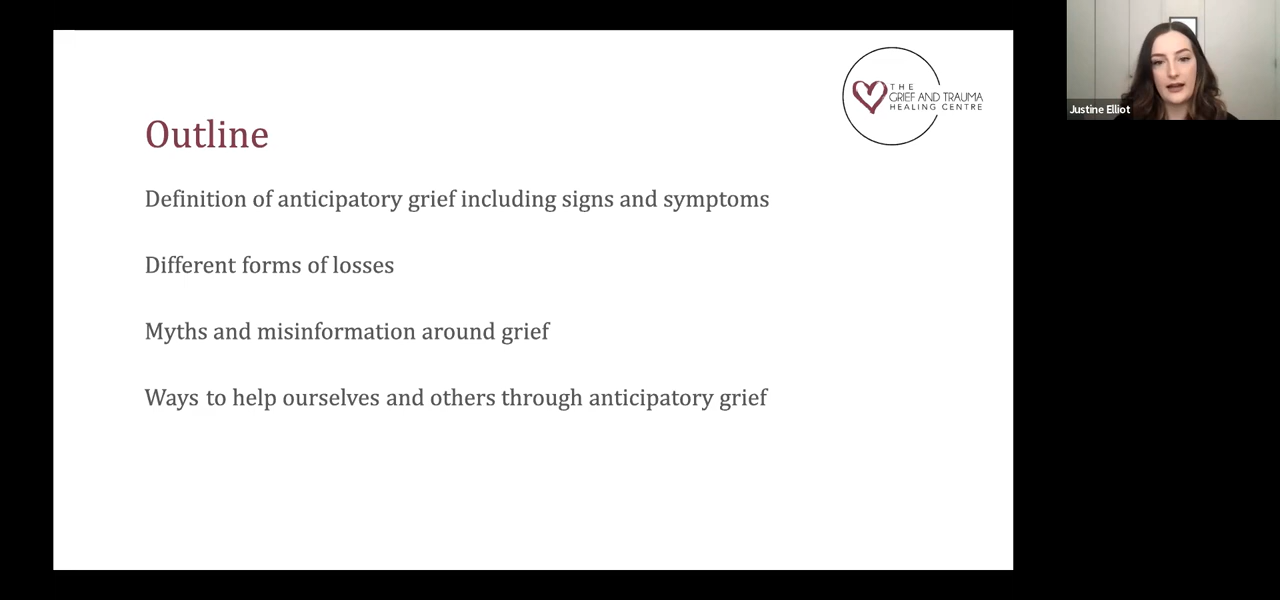 THE
GRIEF AND TRAUMA
HEALING CENTRE
Outline
Definition of anticipatory grief including signs and symptoms
Different forms of losses
Myths and misinformation around grief
Ways to help ourselves and others through anticipatory grief
Justine Elliot